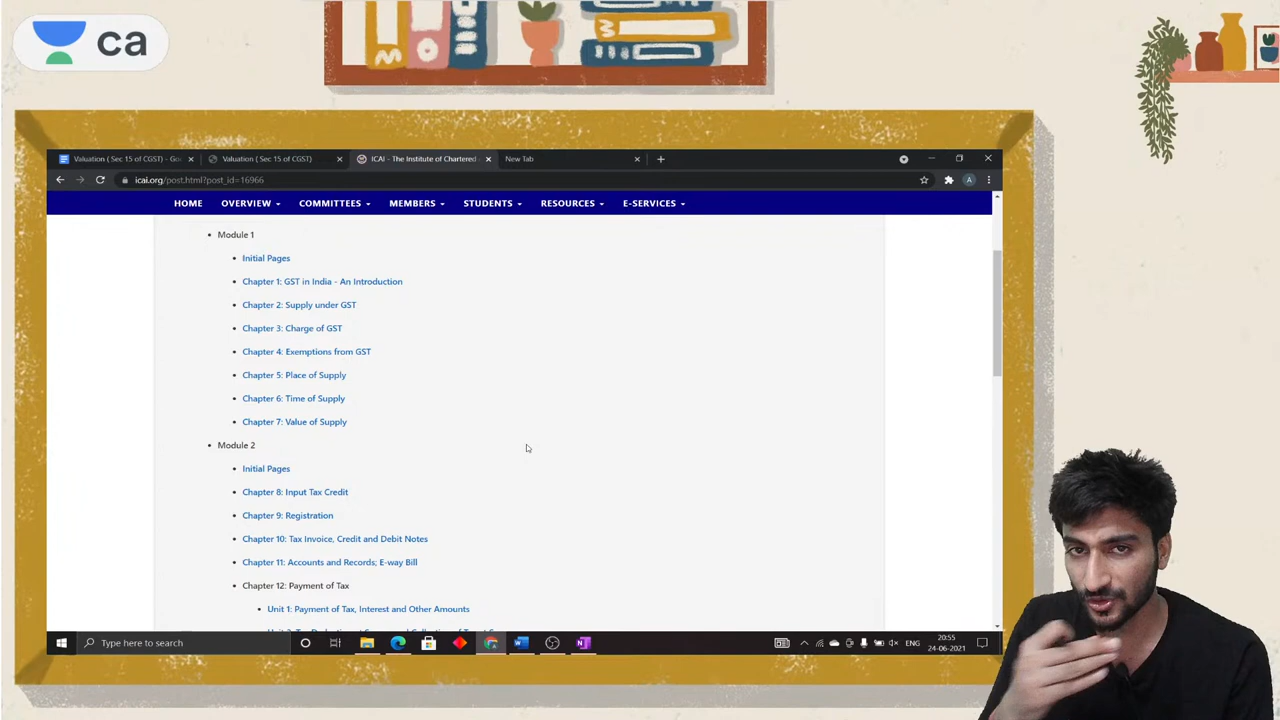 ca
Valuation ( Sec 15 of CGST) - Go
Valuation ( Sec 15 of CGST)
ICAI - The Institute of Chartered
New Tab
icai.org/post.html?post_id=16966
A
HOME
OVERVIEW
COMMITTEES
MEMBERS
STUDENTS
RESOURCES
E-SERVICES
Module 1
Initial Pages
Chapter 1: GST in India - An Introduction
Chapter 2: Supply under GST
Chapter 3: Charge of GST
Chapter 4: Exemptions from GST
Chapter 5: Place of Supply
Chapter 6: Time of Supply
Chapter 7: Value of Supply
Module 2
Initial Pages
Chapter 8: Input Tax Credit
Chapter 9: Registration
Chapter 10: Tax Invoice, Credit and Debit Notes
Chapter 11: Accounts and Records; E-way Bill
Chapter 12: Payment of Tax
Unit 1: Payment of Tax, Interest and Other Amounts
Type here to search
ENG
20:55
24-06-2021